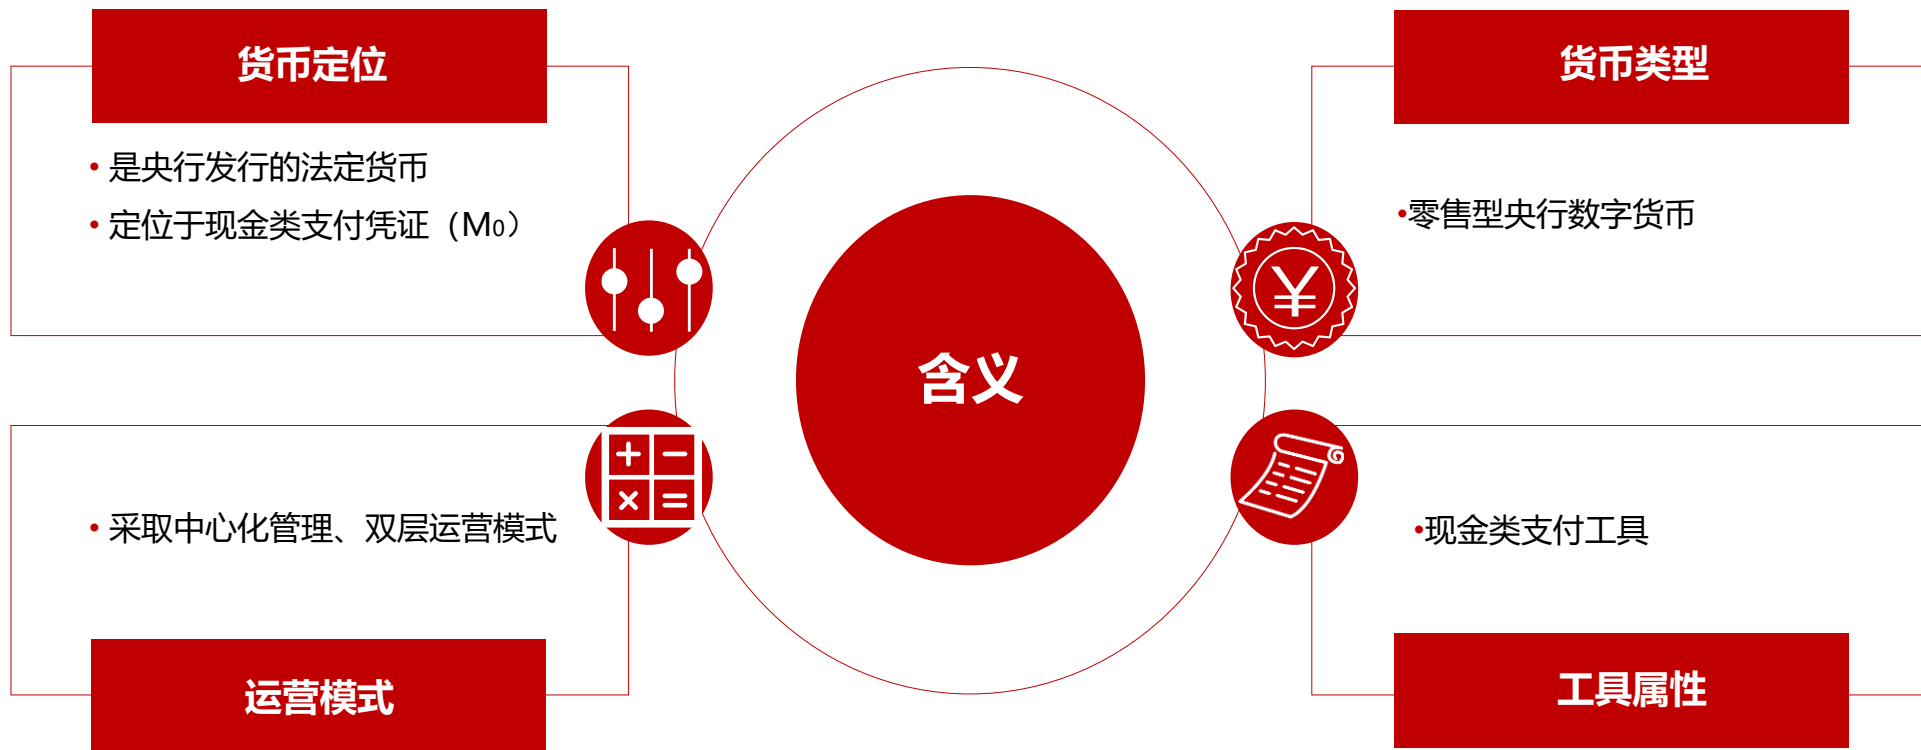 货币定位
• 是央行发行的法定货币
• 定位于现金类支付凭证（M₀）
货币类型
•零售型央行数字货币
¥
含义
• 采取中心化管理、双层运营模式
运营模式
•现金类支付工具
工具属性